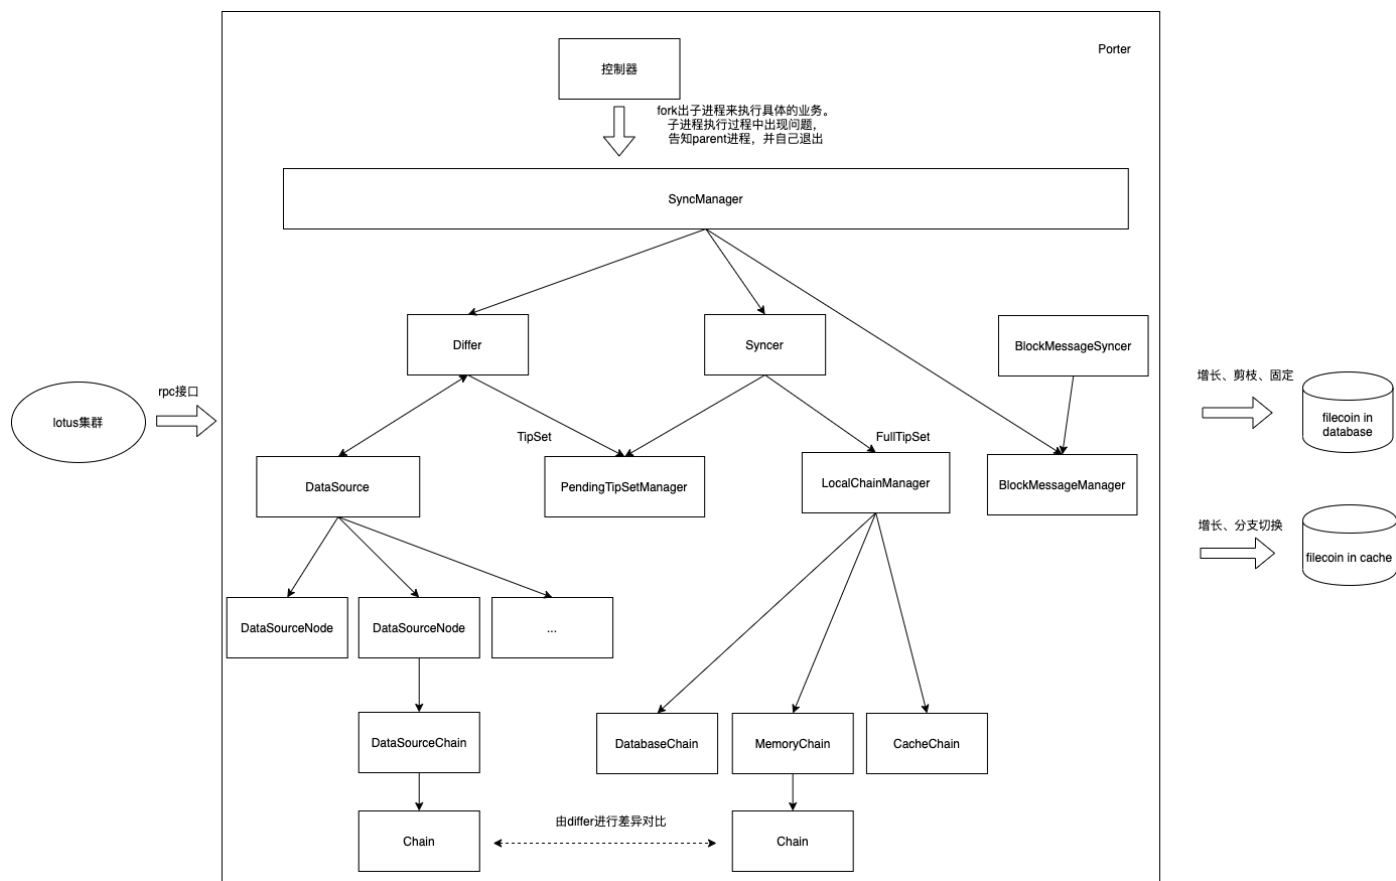 Porter
控制器
fork出子进程来执行具体的业务。
子进程执行过程中出现问题，
告知parent进程，并自己退出
SyncManager
Differ
Syncer
BlockMessageSyncer
rpc接口
lotus集群
增长、剪枝、固定
filecoin in
database
TipSet
FullTipSet
DataSource
PendingTipSetManager
LocalChainManager
BlockMessageManager
增长、分支切换
filecoin in cache
DataSourceNode
DataSourceNode
...
DataSourceChain
DatabaseChain
MemoryChain
CacheChain
由differ进行差异对比
Chain
Chain